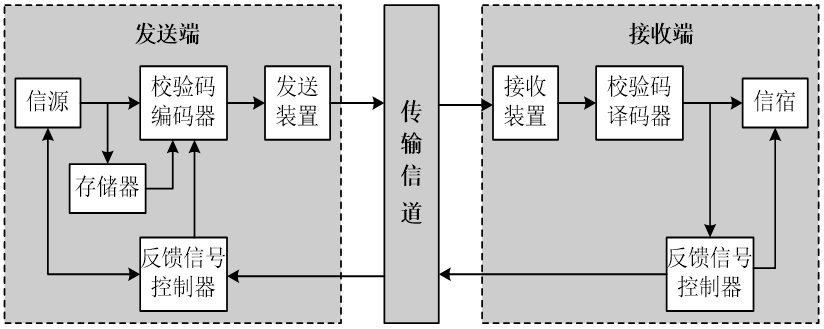 发送端
信源
校验码
编码器
发送
装置
存储器
反馈信号
控制器
传输信道
接收端
接收
装置
校验码
译码器
信宿
反馈信号
控制器